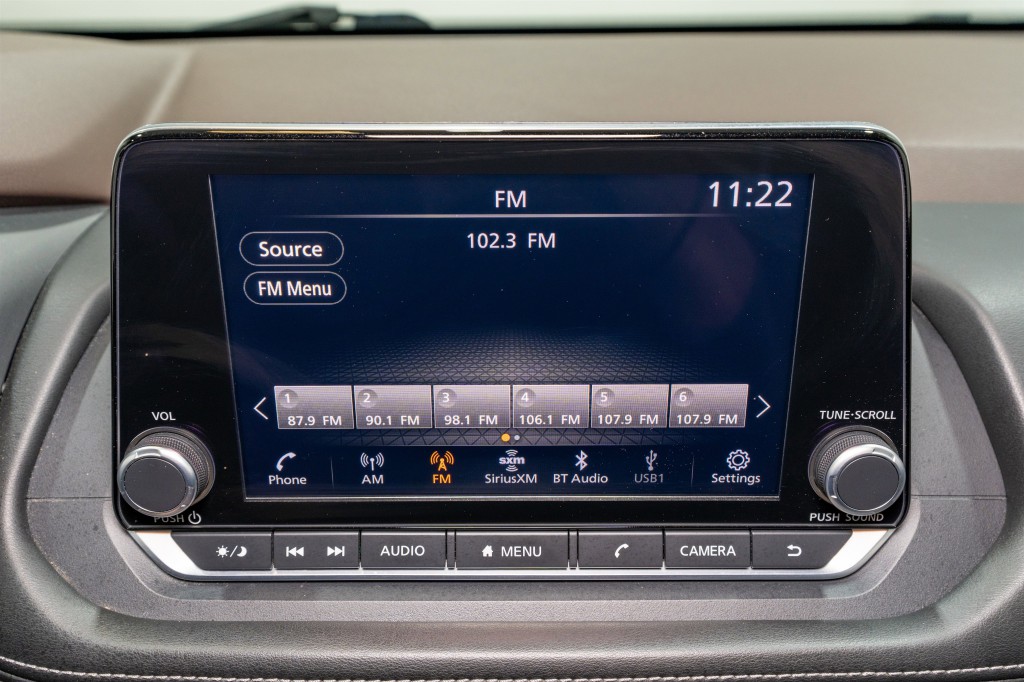 FM
11:22
102.3 FM
Source
FM Menu
1 2 3 4 5 6
87.9 FM 90.1 FM 98.1 FM 106.1 FM 107.9 FM 107.9 FM
VOL
TUNE·SCROLL
sxm
Phone AM FM SiriusXM BT Audio USB1 Settings
PUSH
PUSH SOUND
AUDIO MENU CAMERA